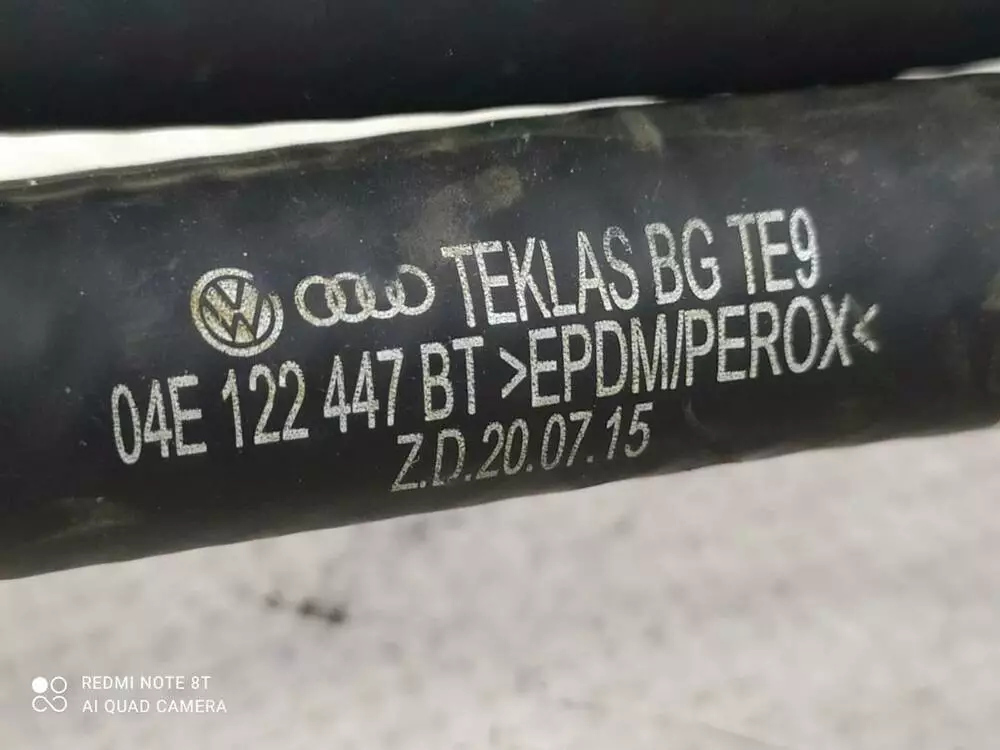 TEKLAS BG TE9
04E 122 447 BT >EPDM/PEROX<
Z.D.20.07.15
REDMI NOTE 8T
AI QUAD CAMERA